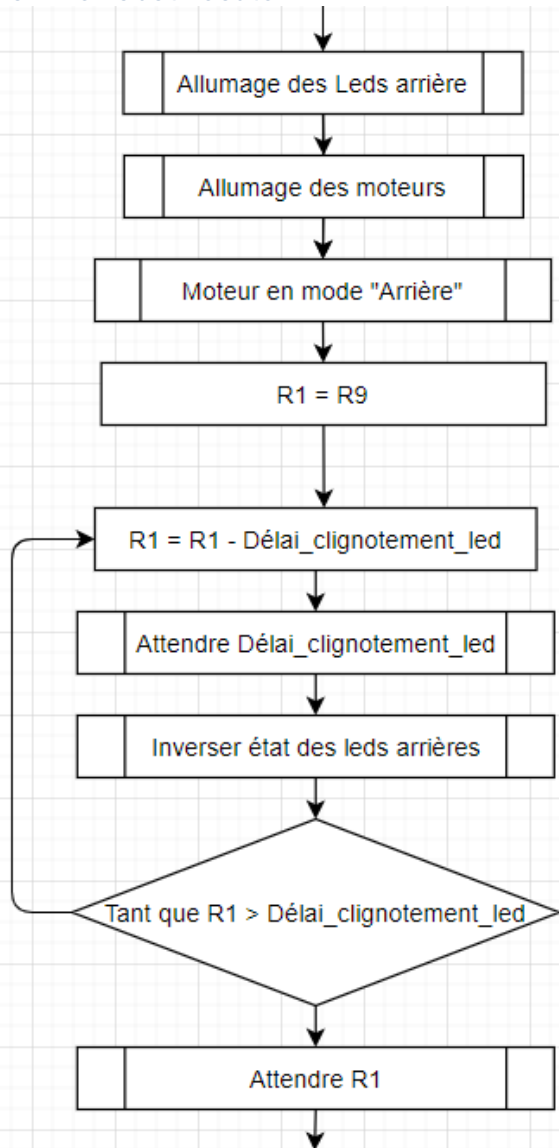 Allumage des Leds arrière
Allumage des moteurs
Moteur en mode "Arrière"
R1 = R9
R1 = R1 - Délai_clignotement_led
Attendre Délai_clignotement_led
Inverser état des leds arrières
Tant que R1 > Délai_clignotement_led
Attendre R1